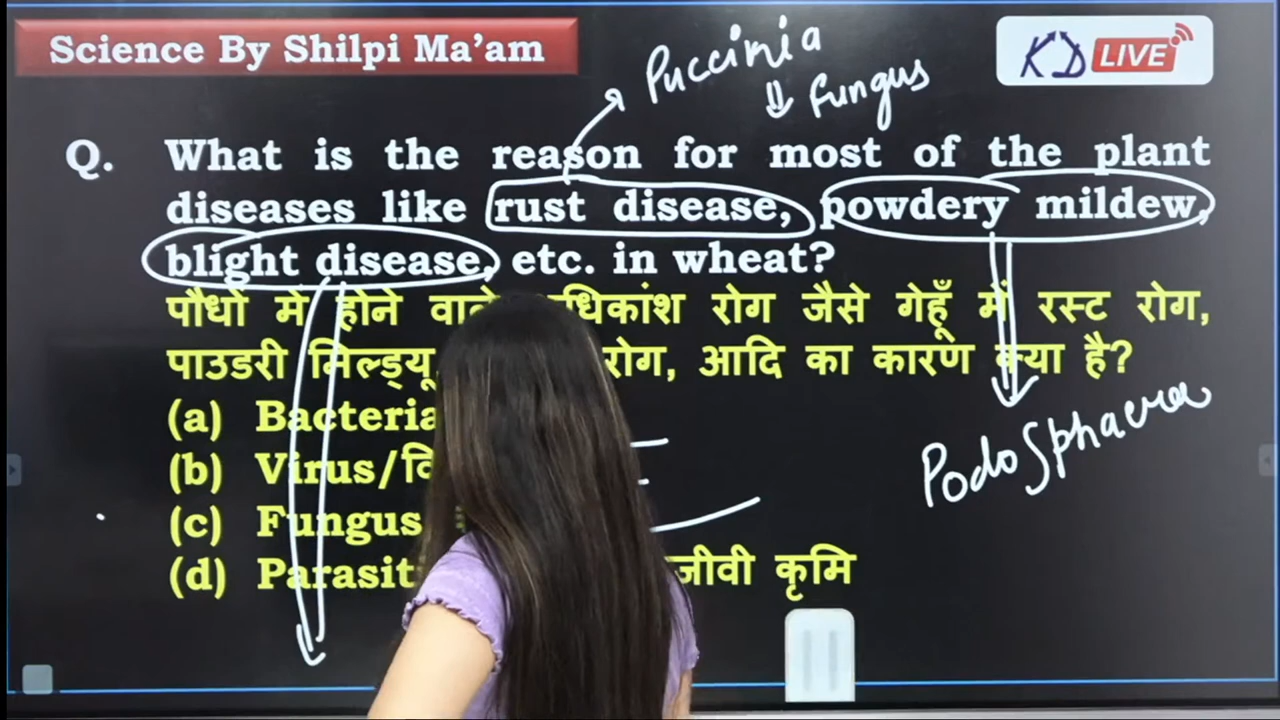 Science By Shilpi Ma'am
KD LIVE
Puccinia
Fungus
Q. What is the reason for most of the plant
diseases like rust disease, powdery mildew,
blight disease, etc. in wheat?
पौधों में होने वाले रोग जैसे गेहूँ में रस्ट रोग,
पाउडरी मिल्ड्यू, रोग, आदि का कारण क्या है?
(a) Bacteria
(b) Virus/
(c) Fungus
(d) कृमि
Podosphaera